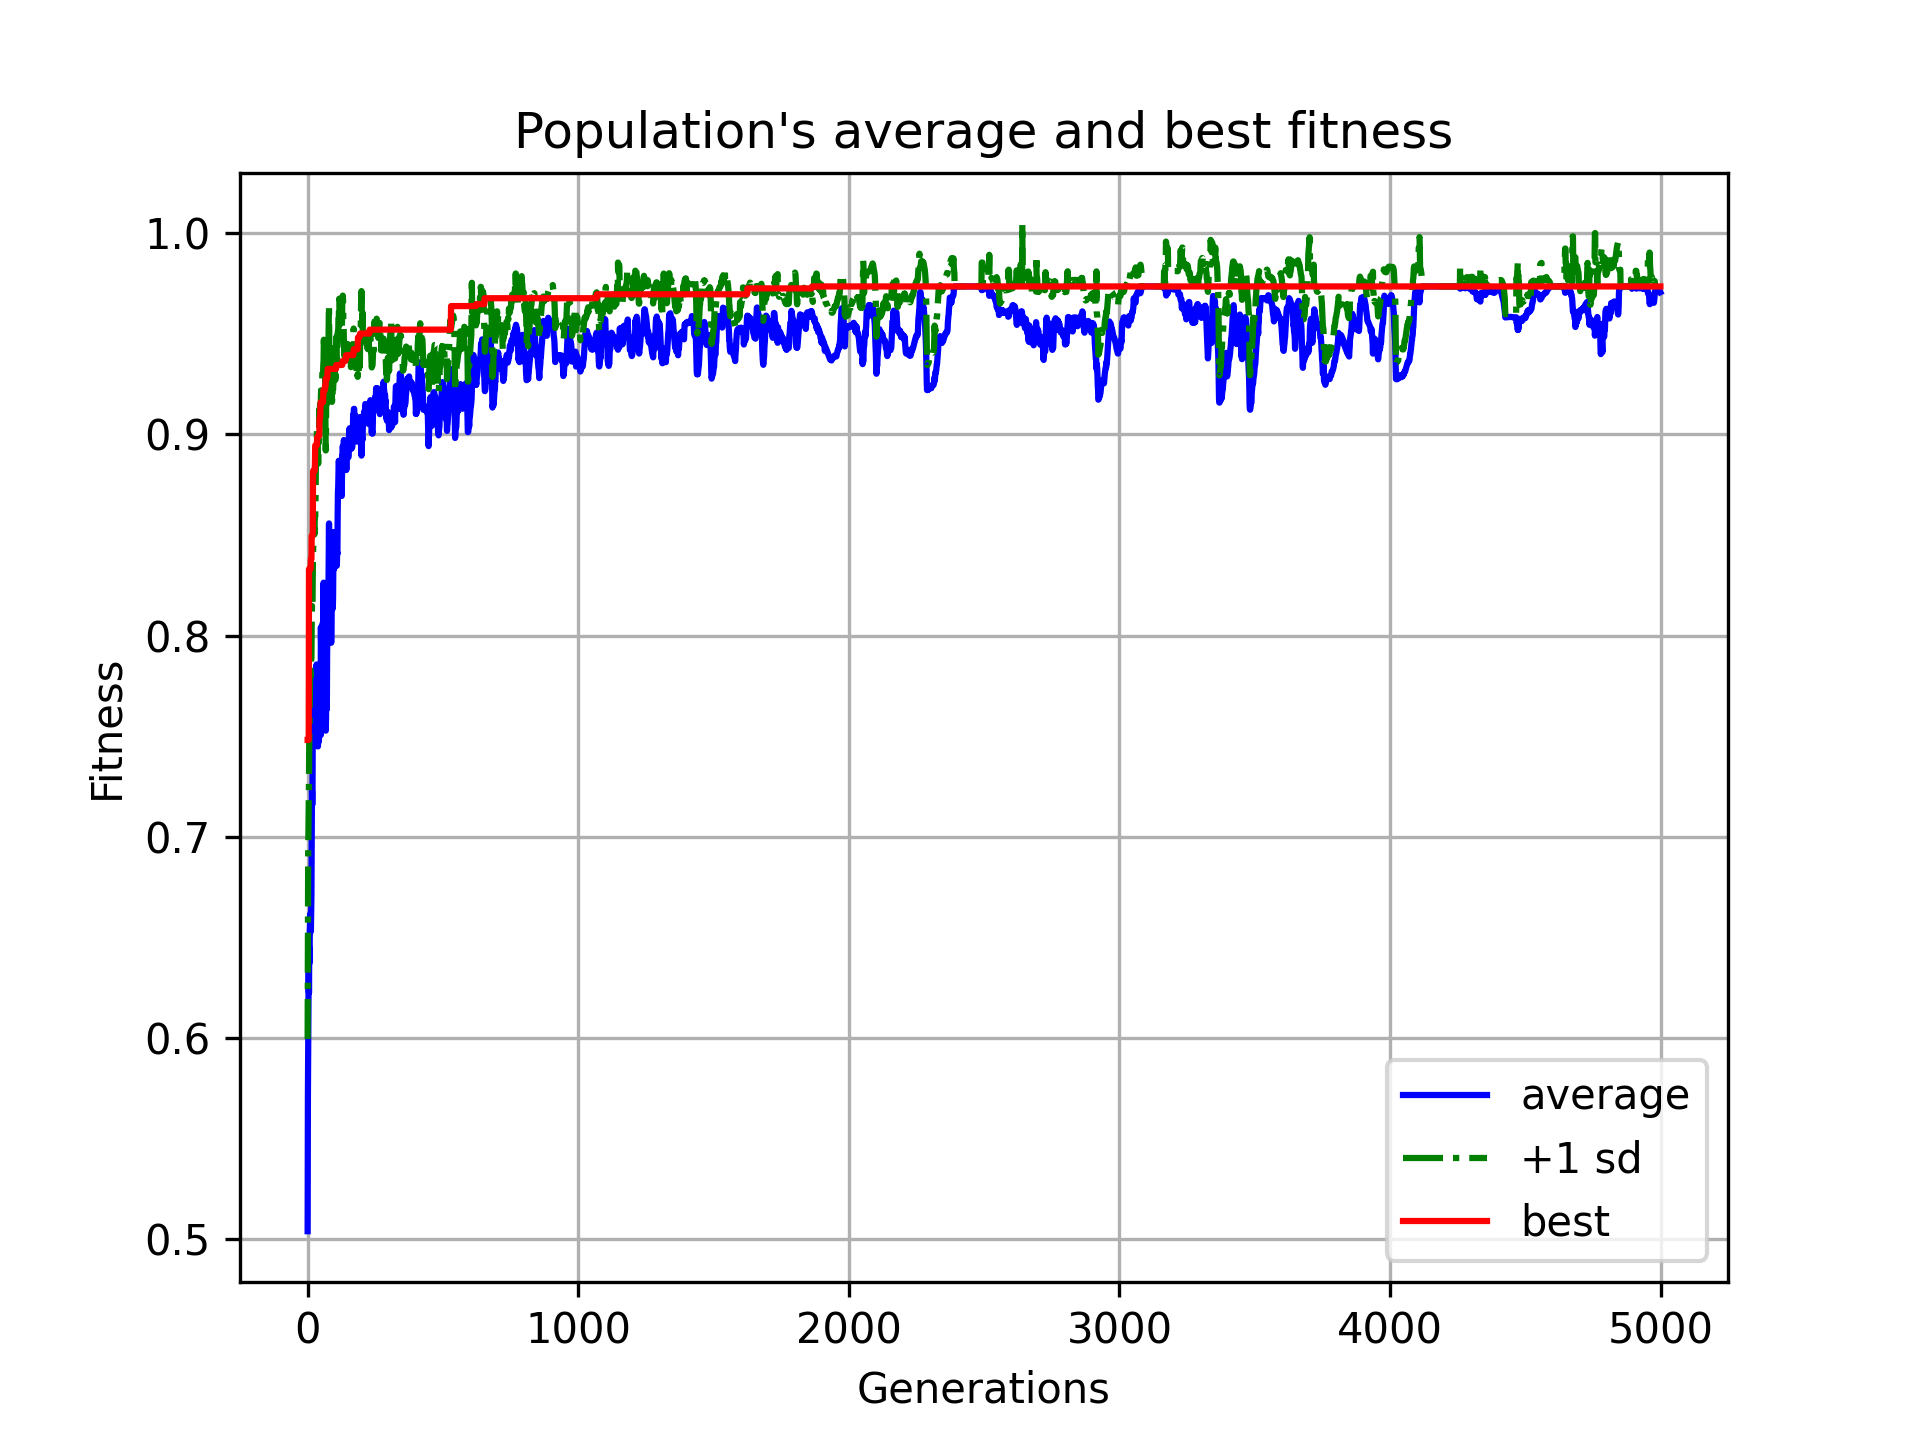 Population's average and best fitness
1.0
0.9
0.8
0.7
0.6
0.5
Fitness
0 1000 2000 3000 4000 5000
Generations
average
+1 sd
best